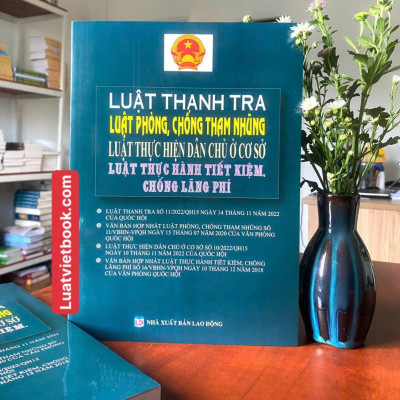 LUẬT THANH TRA
LUẬT PHÒNG, CHỐNG THAM NHŨNG
LUẬT THỰC HIỆN DÂN CHỦ Ở CƠ SỞ
LUẬT THỰC HÀNH TIẾT KIỆM,
CHỐNG LÃNG PHÍ
LUẬT THANH TRA SỐ 11/2022/QH15 NGÀY 14 THÁNG 11 NĂM 2022
CỦA QUỐC HỘI
VĂN BẢN HỢP NHẤT LUẬT PHÒNG, CHỐNG THAM NHŨNG SỐ
11/VBHN-VPQH NGÀY 15 THÁNG 07 NĂM 2020 CỦA VĂN PHÒNG
QUỐC HỘI
LUẬT THỰC HIỆN DÂN CHỦ Ở CƠ SỞ SỐ 10/2022/QH15
NGÀY 10 THÁNG 11 NĂM 2022 CỦA QUỐC HỘI
VĂN BẢN HỢP NHẤT LUẬT THỰC HÀNH TIẾT KIỆM, CHỐNG
LÃNG PHÍ SỐ 16/VBHN-VPQH NGÀY 10 THÁNG 12 NĂM 2018
CỦA VĂN PHÒNG QUỐC HỘI
NHÀ XUẤT BẢN LAO ĐỘNG
Luatvietbook.com